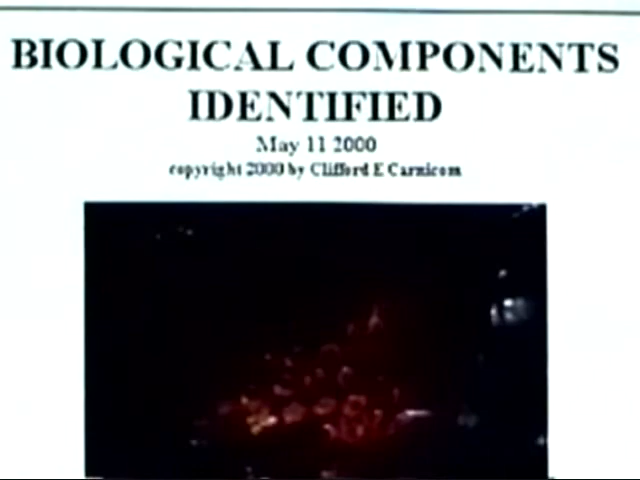 BIOLOGICAL COMPONENTS
IDENTIFIED
May 11 2000
copyright 2000 by Clifford E Carnicom